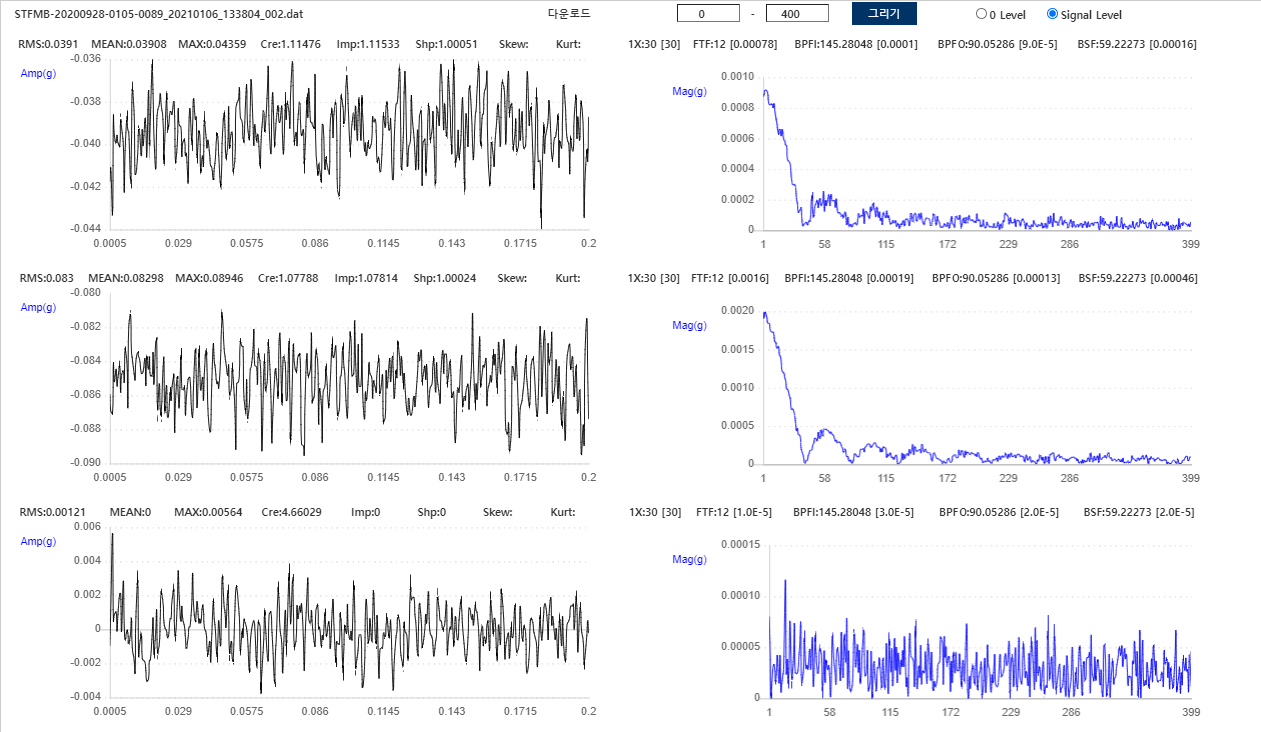 STFMB-20200928-0105-0089_20210106_133804_002.dat 다운로드 0 - 400 그리기 0 Level Signal Level
RMS:0.0391 MEAN:0.03908 MAX:0.04359 Cre:1.11476 Imp:1.11533 Shp:1.00051 Skew: Kurt:
Amp(g)
-0.036
-0.038
-0.040
-0.042
-0.044
0.0005 0.029 0.0575 0.086 0.1145 0.143 0.1715 0.2
1X:30 [30] FTF:12 [0.00078] BPFI:145.28048 [0.0001] BPFO:90.05286 [9.0E-5] BSF:59.22273 [0.00016]
Mag(g)
0.0010
0.0008
0.0006
0.0004
0.0002
0
1 58 115 172 229 286 399
RMS:0.083 MEAN:0.08298 MAX:0.08946 Cre:1.07788 Imp:1.07814 Shp:1.00024 Skew: Kurt:
Amp(g)
-0.080
-0.082
-0.084
-0.086
-0.088
-0.090
0.0005 0.029 0.0575 0.086 0.1145 0.143 0.1715 0.2
1X:30 [30] FTF:12 [0.0016] BPFI:145.28048 [0.00019] BPFO:90.05286 [0.00013] BSF:59.22273 [0.00046]
Mag(g)
0.0020
0.0015
0.0010
0.0005
0
1 58 115 172 229 286 399
RMS:0.00121 MEAN:0 MAX:0.00564 Cre:4.66029 Imp:0 Shp:0 Skew: Kurt:
Amp(g)
0.006
0.004
0.002
0
-0.002
-0.004
0.0005 0.029 0.0575 0.086 0.1145 0.143 0.1715 0.2
1X:30 [30] FTF:12 [1.0E-5] BPFI:145.28048 [3.0E-5] BPFO:90.05286 [2.0E-5] BSF:59.22273 [2.0E-5]
Mag(g)
0.00015
0.00010
0.00005
0
1 58 115 172 229 286 399